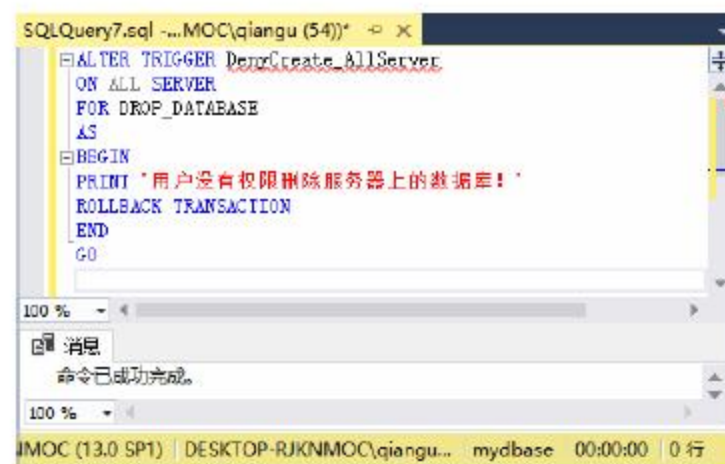 SQLQuery7.sql -...MOC\qiangu (54))*
ALTER TRIGGER DenyCreate_AllServer
ON ALL SERVER
FOR DROP_DATABASE
AS
BEGIN
PRINT '用户没有权限删除服务器上的数据库！'
ROLLBACK TRANSACTION
END
GO
100 %
消息
命令已成功完成。
100 %
JMOC (13.0 SP1) DESKTOP-RJKNMOC\qiangu... mydbase 00:00:00 0 行